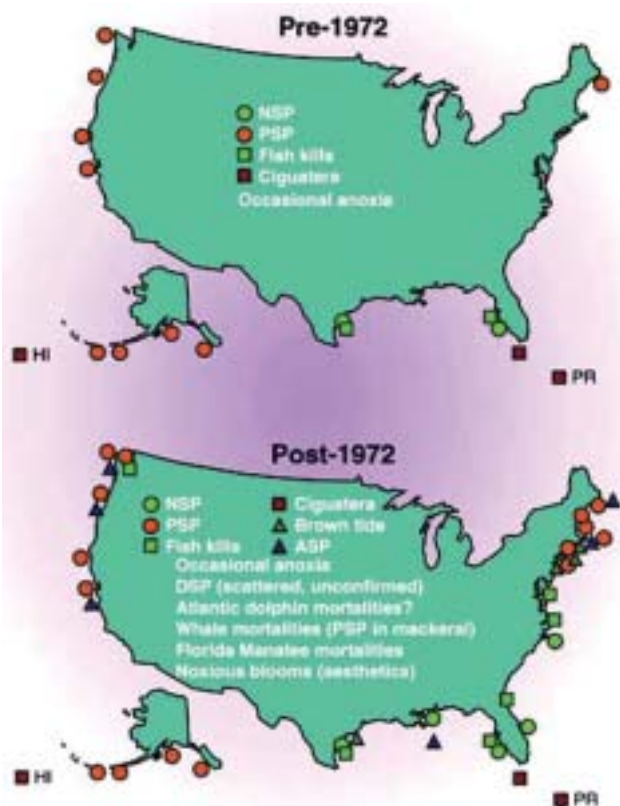 Pre-1972
NSP
PSP
Fish kills
Ciguatera
Occasional anoxia
HI
PR
Post-1972
NSP
PSP
Fish kills
Ciguatera
Brown tide
ASP
Occasional anoxia
DSP (scattered, unconfirmed)
Atlantic dolphin mortalities?
Whale mortalities (PSP in mackeral)
Florida Manatee mortalities
Noxious blooms (aesthetics)
HI
PR